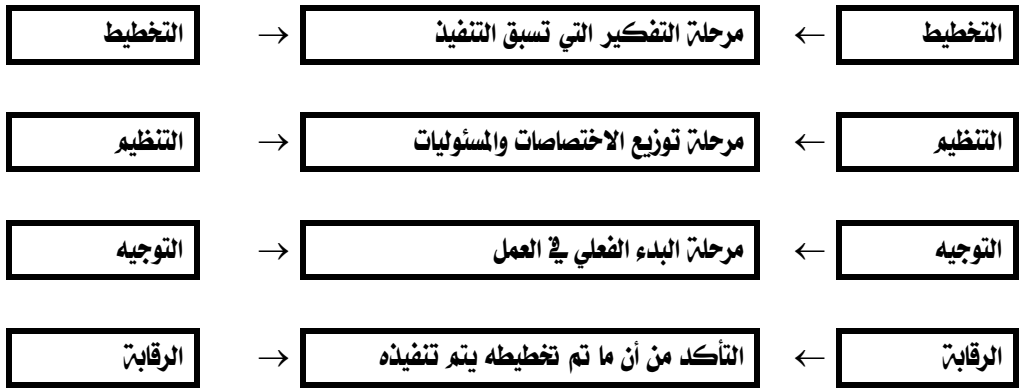 التخطيط ← مرحلة التفكير التي تسبق التنفيذ → التخطيط
التنظيم ← مرحلة توزيع الاختصاصات والمسئوليات → التنظيم
التوجيه ← مرحلة البدء الفعلي في العمل → التوجيه
الرقابة ← التأكد من أن ما تم تخطيطه يتم تنفيذه → الرقابة